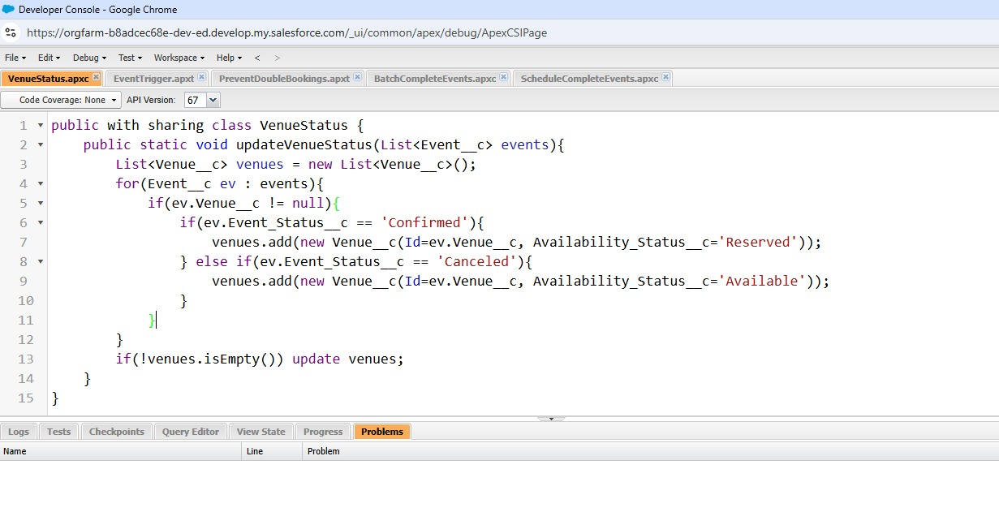 Developer Console - Google Chrome
https://orgfarm-b8adcec68e-dev-ed.develop.my.salesforce.com/_ui/common/apex/debug/ApexCSIPage
File Edit Debug Test Workspace Help < >
VenueStatus.apxc EventTrigger.apxt PreventDoubleBookings.apxt BatchCompleteEvents.apxc ScheduleCompleteEvents.apxc
Code Coverage: None API Version: 67
1 public with sharing class VenueStatus {
2 public static void updateVenueStatus(List<Event__c> events){
3 List<Venue__c> venues = new List<Venue__c>();
4 for(Event__c ev : events){
5 if(ev.Venue__c != null){
6 if(ev.Event_Status__c == 'Confirmed'){
7 venues.add(new Venue__c(Id=ev.Venue__c, Availability_Status__c='Reserved'));
8 } else if(ev.Event_Status__c == 'Canceled'){
9 venues.add(new Venue__c(Id=ev.Venue__c, Availability_Status__c='Available'));
10 }
11 }
12 }
13 if(!venues.isEmpty()) update venues;
14 }
15 }
Logs Tests Checkpoints Query Editor View State Progress Problems
Name Line Problem